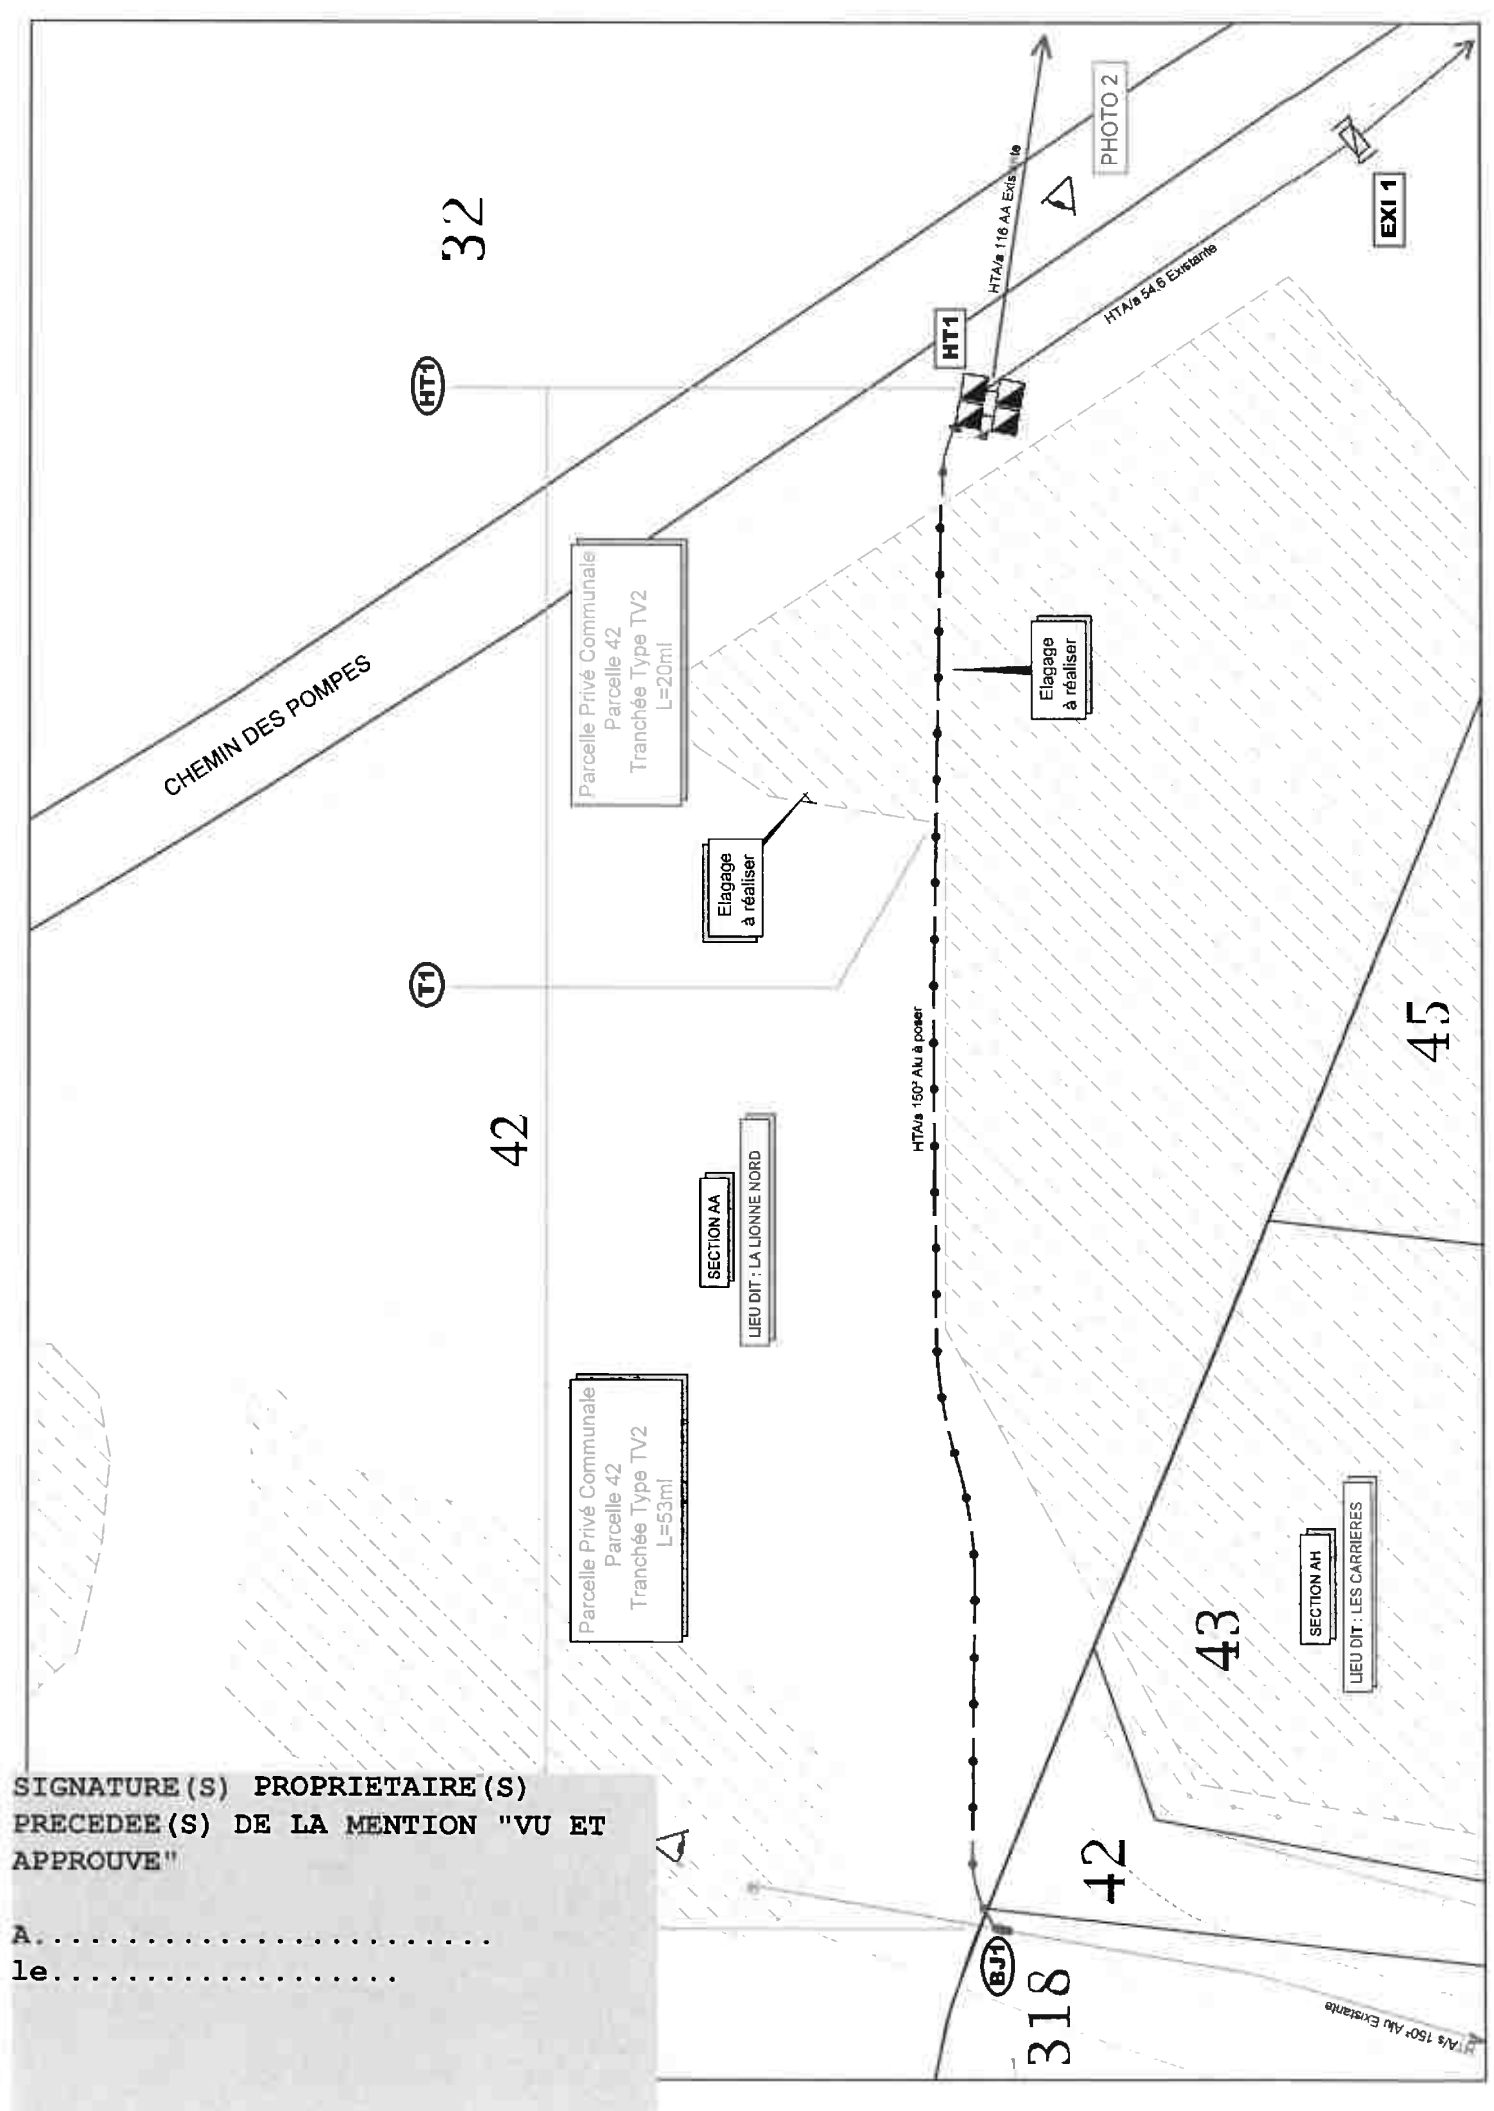 32
HT1
PHOTO 2
EXI 1
HTA/a 116 AA Existante
HTA/a 54,6 Existante
HT1
CHEMIN DES POMPES
Parcelle Privé Communale
Parcelle 42
Tranchée Type TV2
L=20ml
Elagage
à réaliser
Elagage
à réaliser
T1
HTA/s 150² Alu à poser
42
45
SECTION AA
LIEU DIT : LA LIONNE NORD
Parcelle Privé Communale
Parcelle 42
Tranchée Type TV2
L=53ml
43
SECTION AH
LIEU DIT : LES CARRIERES
42
BJ1
318
HTA/s 150² Alu Existante
SIGNATURE(S) PROPRIETAIRE(S)
PRECEDEE(S) DE LA MENTION "VU ET
APPROUVE"
A..........................
le....................